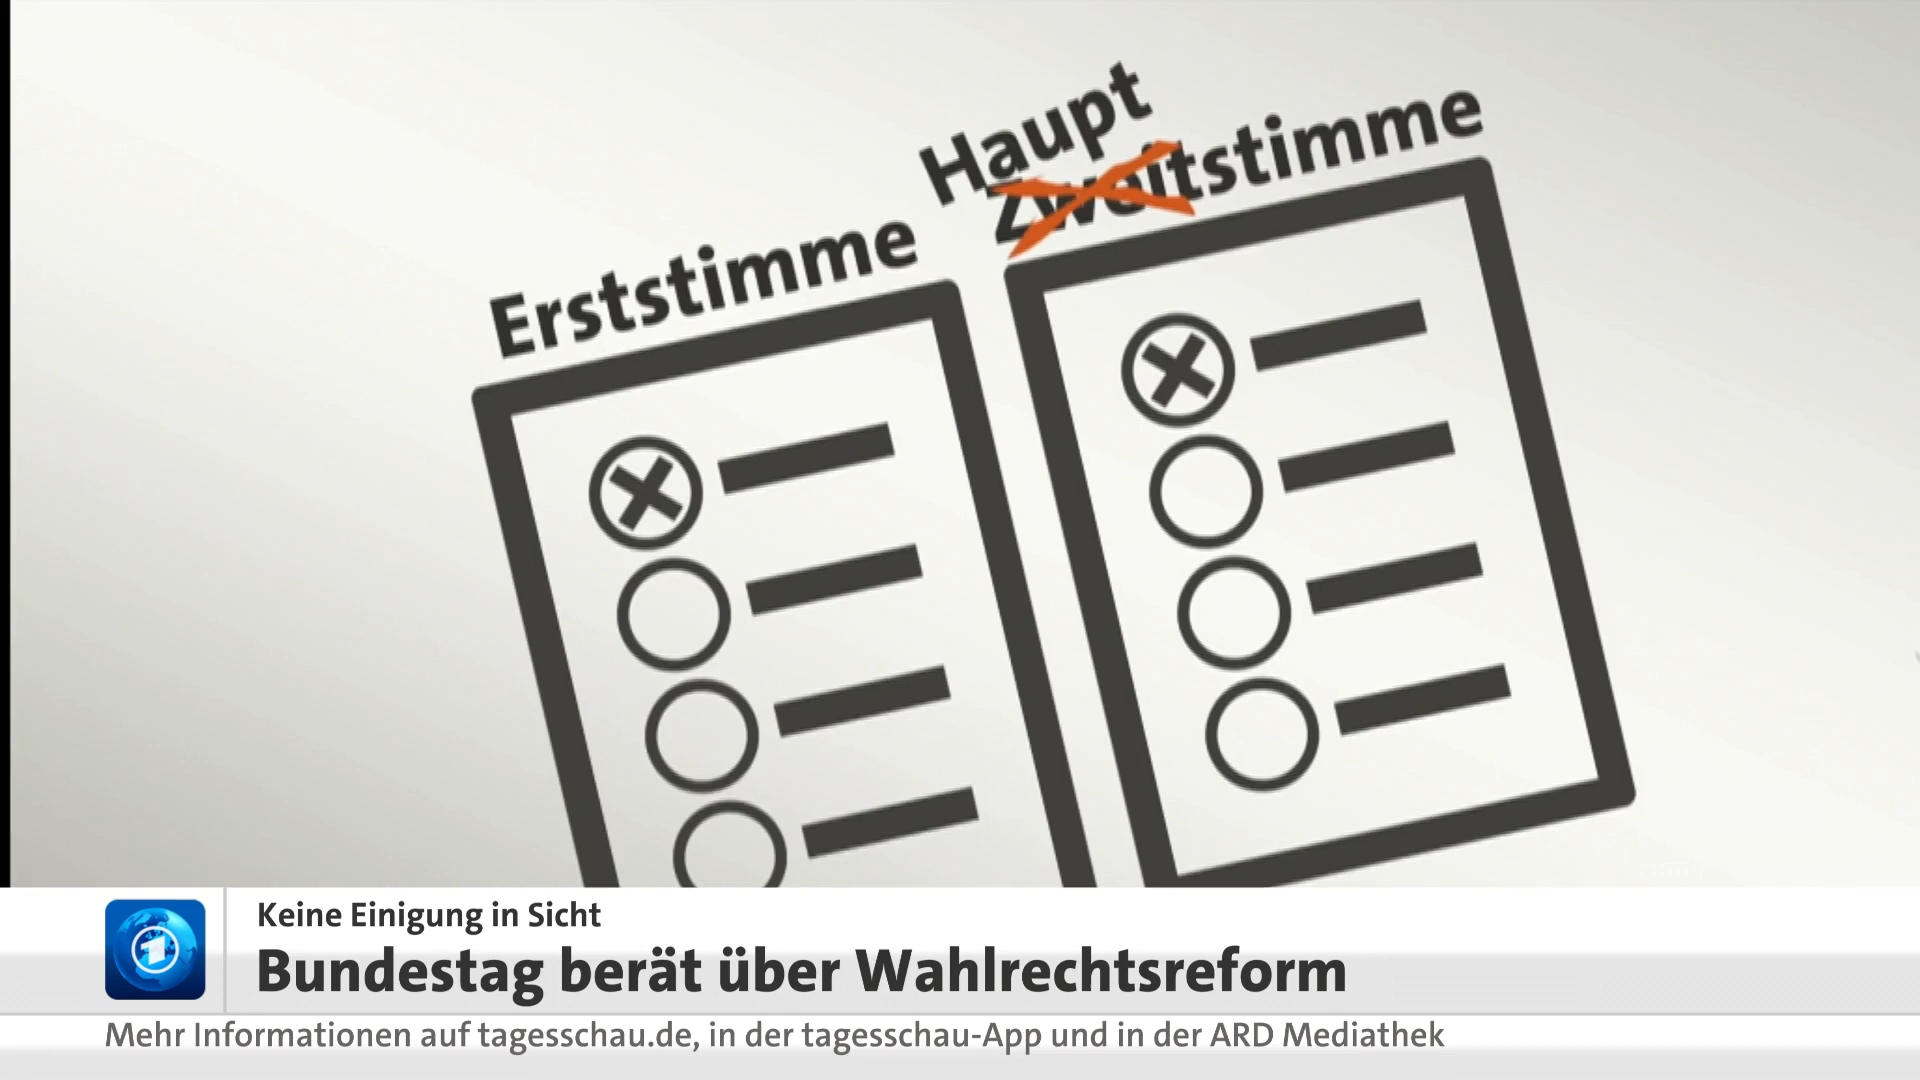 Haupt
Erststimme
Zweitstimme
Keine Einigung in Sicht
Bundestag berät über Wahlrechtsreform
Mehr Informationen auf tagesschau.de, in der tagesschau-App und in der ARD Mediathek
1